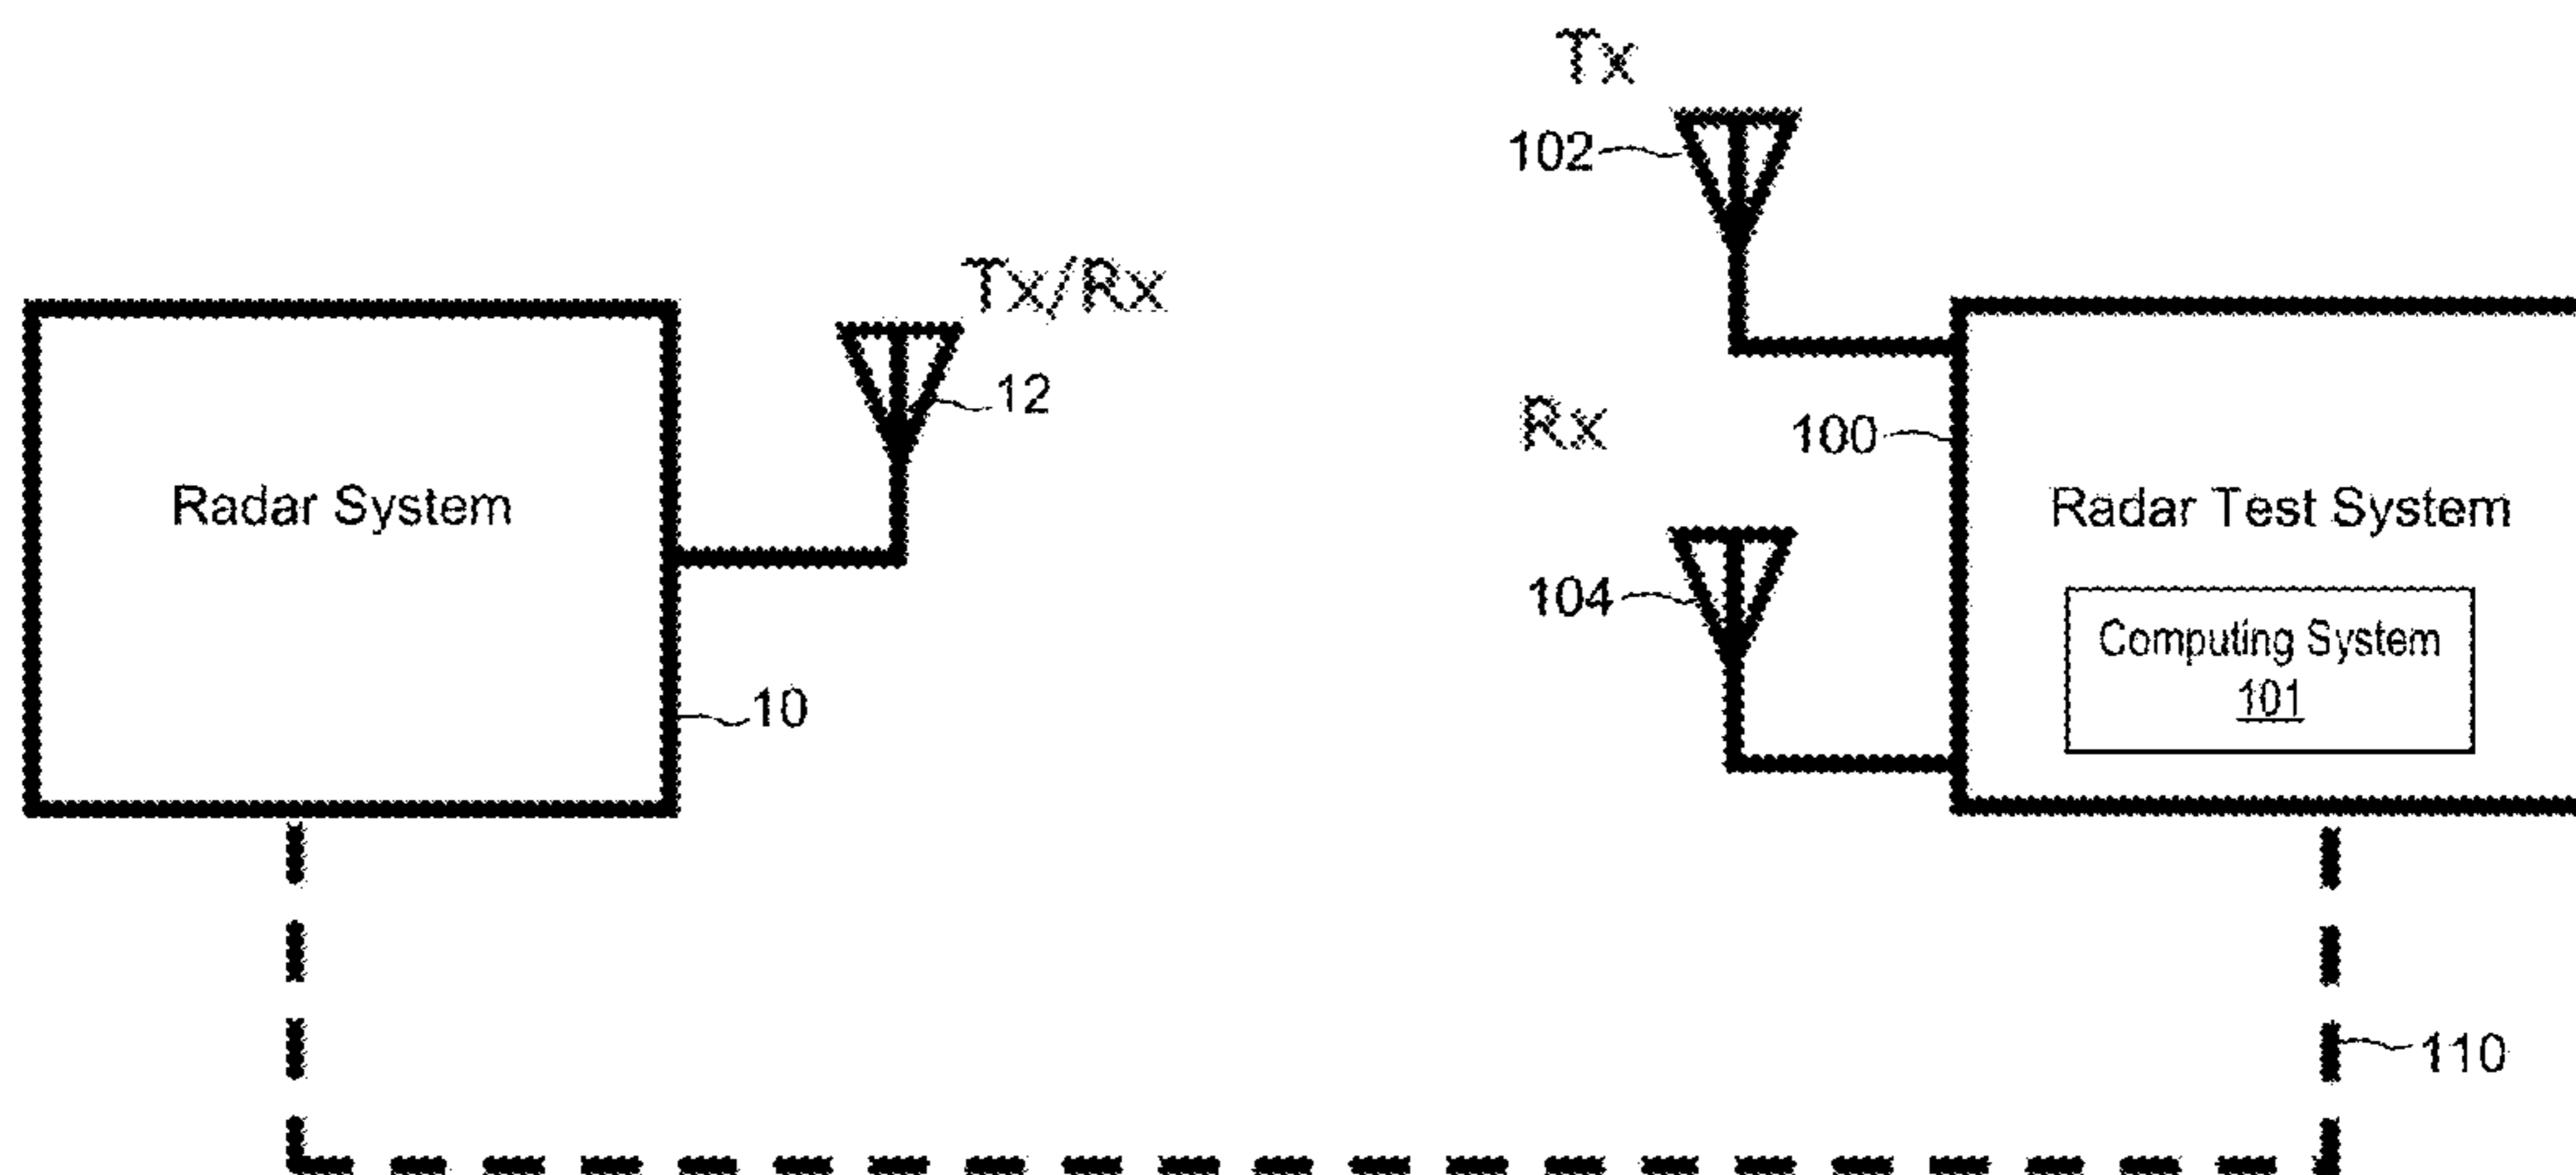 Tx
102
Tx/Rx
12
Rx
100
Radar System
Radar Test System
104
Computing System
101
10
110